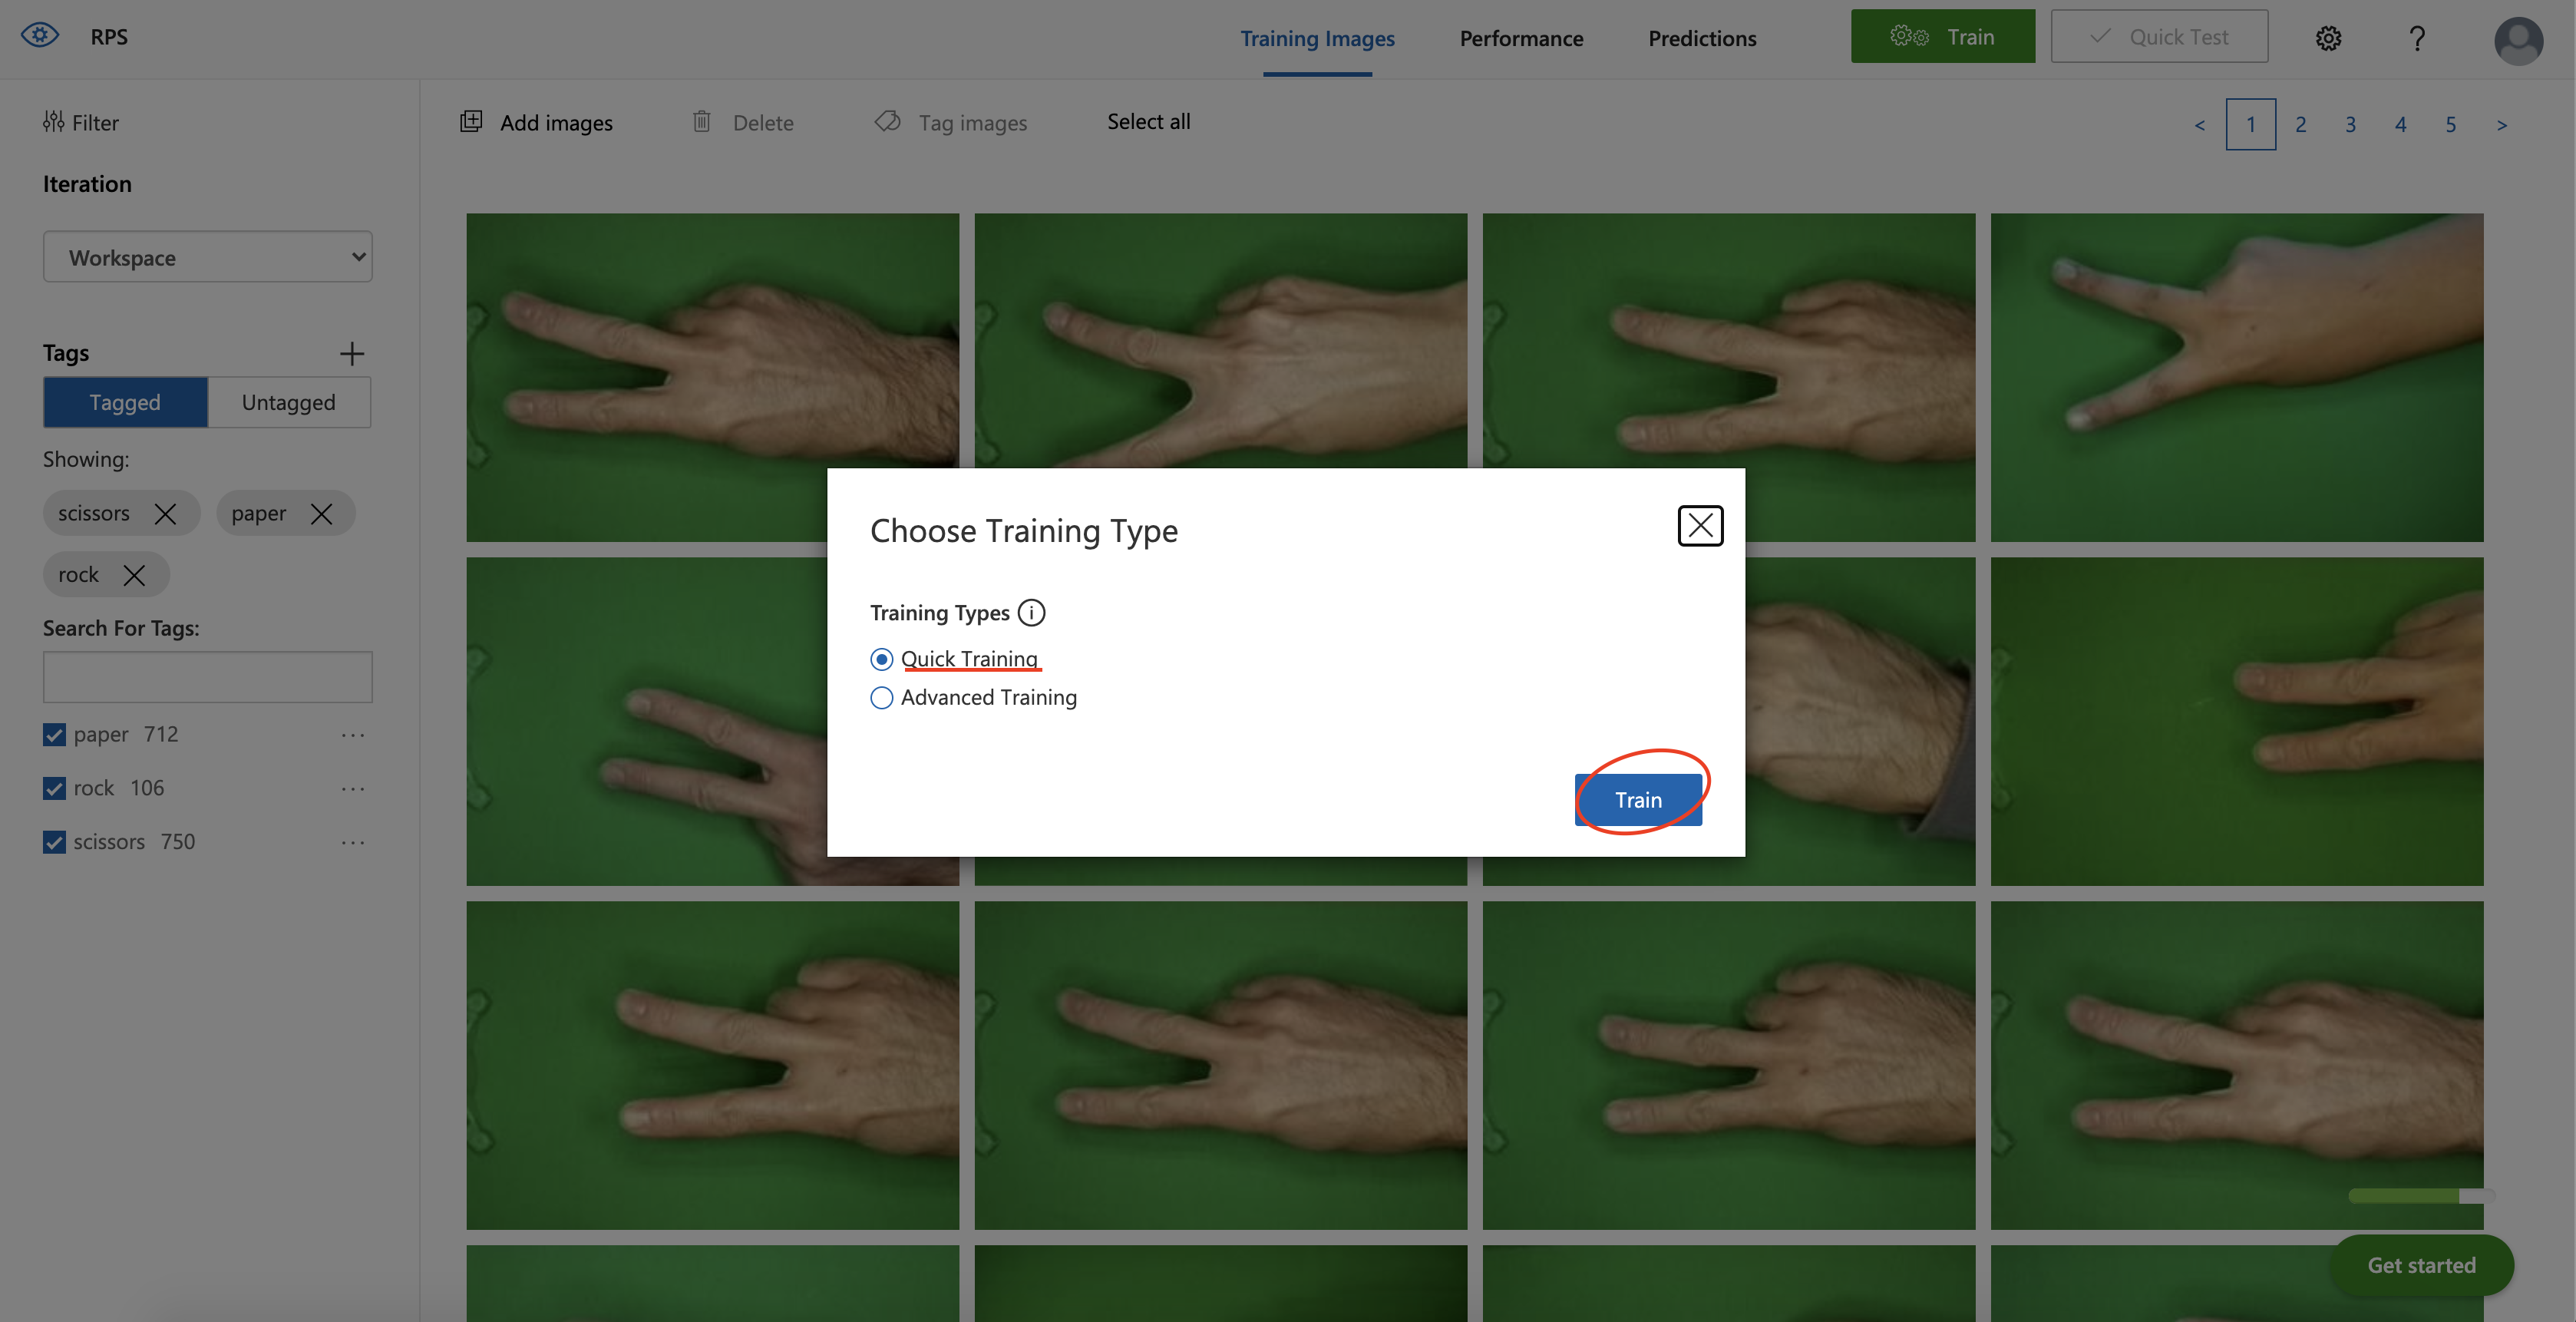 RPS
Training Images
Performance
Predictions
Train
Quick Test
?
Filter
Add images
Delete
Tag images
Select all
< 1 2 3 4 5 >
Iteration
Workspace
Tags
Tagged
Untagged
Showing:
scissors
paper
rock
Search For Tags:
paper 712 ...
rock 106 ...
scissors 750 ...
Choose Training Type
Training Types i
Quick Training
Advanced Training
Train
Get started